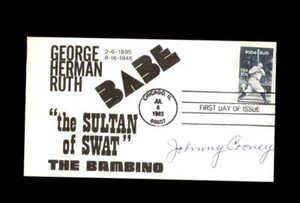 GEORGE
HERMAN
RUTH
2-6-1895
8-16-1948
BABE
"the SULTAN
of SWAT"
THE BAMBINO
CHICAGO, IL
JUL
6
1983
60607
FIRST DAY OF ISSUE
Babe Ruth
Johnny Cooney